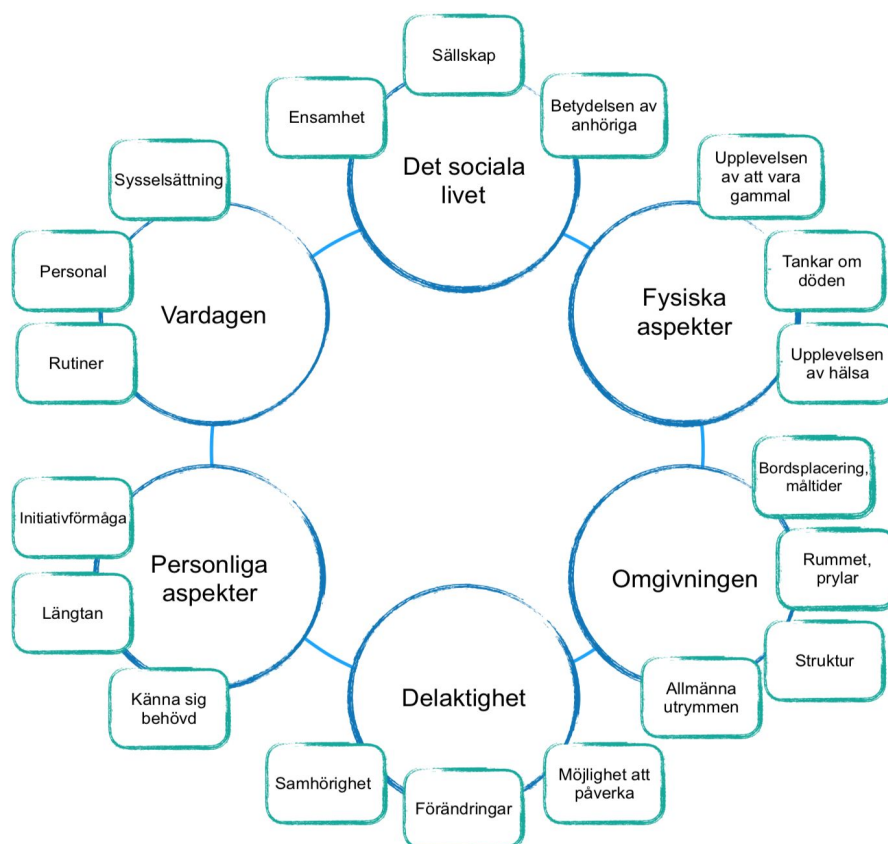 Sällskap
Ensamhet
Betydelsen av
anhöriga
Det sociala
livet
Upplevelsen
av att vara
gammal
Tankar om
döden
Upplevelsen
av hälsa
Fysiska
aspekter
Bordsplacering,
måltider
Rummet,
prylar
Struktur
Allmänna
utrymmen
Omgivningen
Möjlighet att
påverka
Förändringar
Samhörighet
Delaktighet
Känna sig
behövd
Längtan
Initiativförmåga
Personliga
aspekter
Rutiner
Personal
Sysselsättning
Vardagen